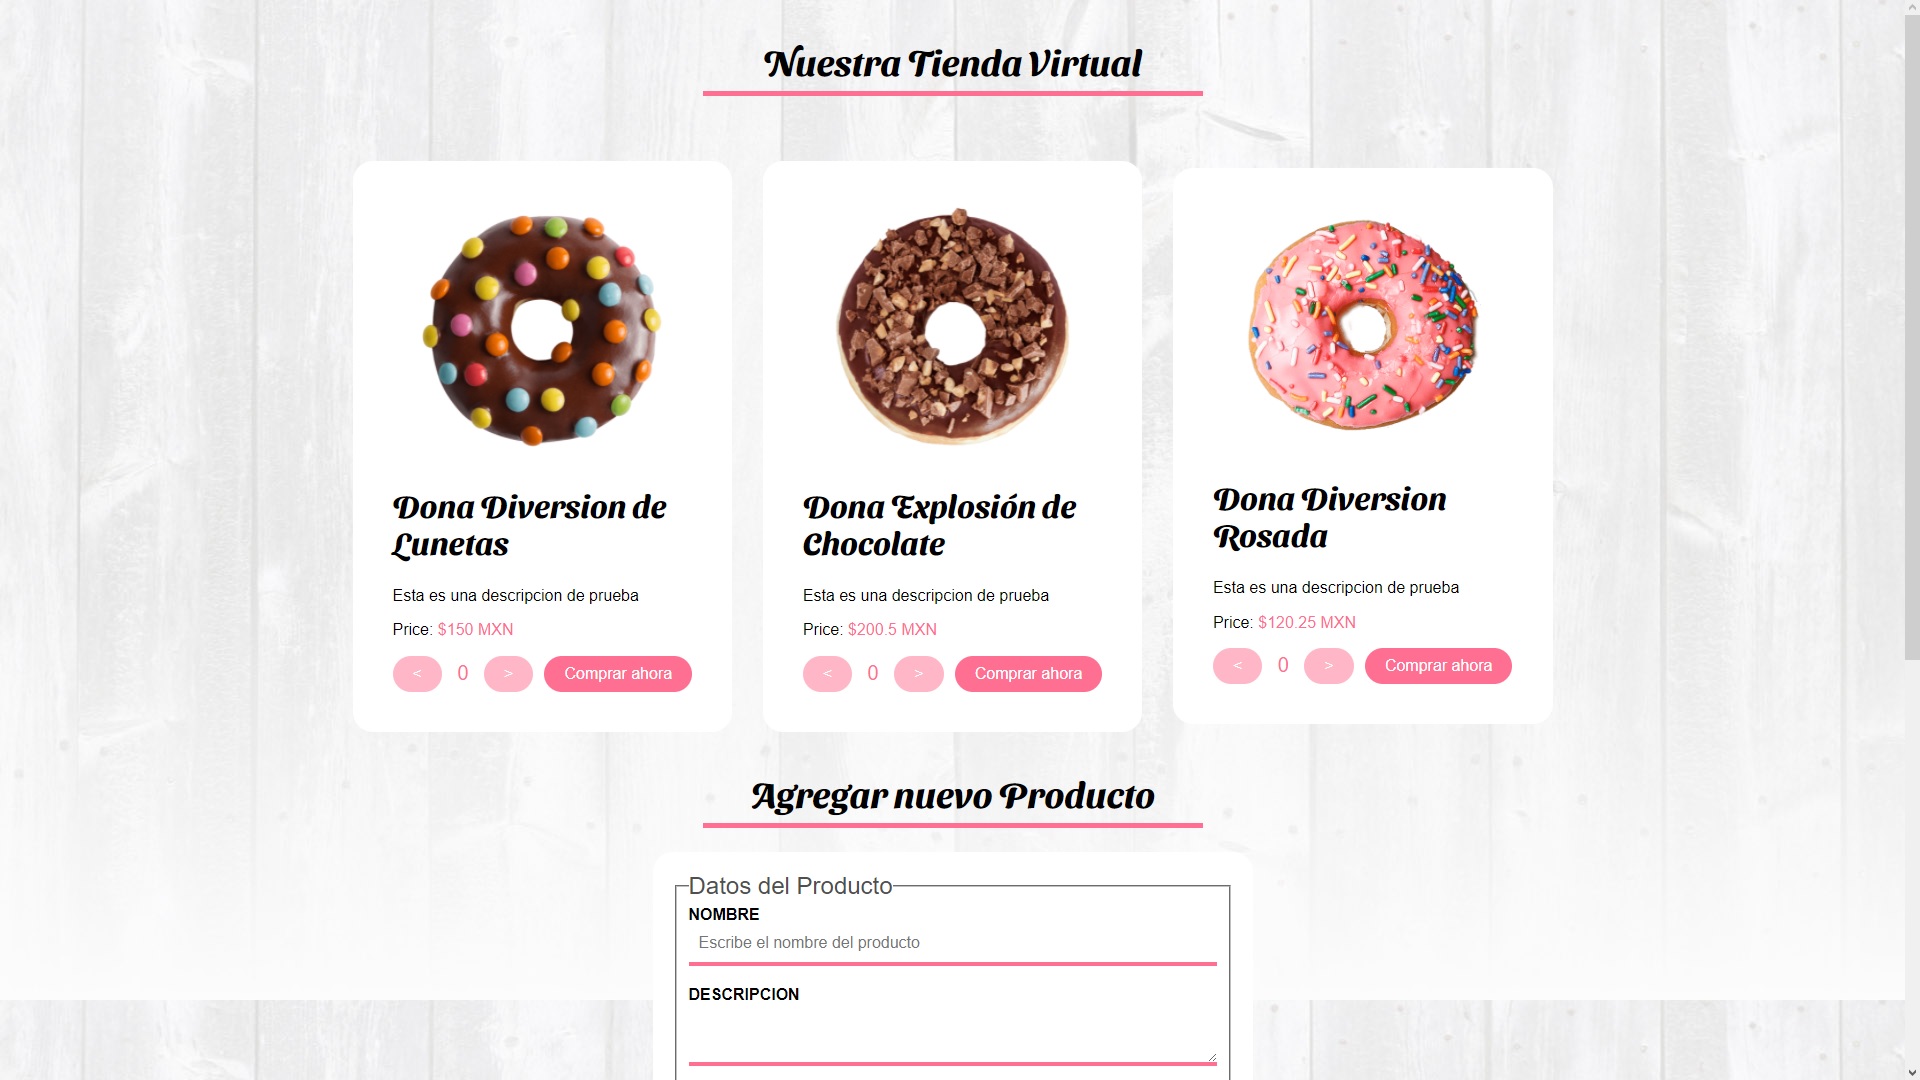 Nuestra Tienda Virtual
Dona Diversion de
Lunetas
Esta es una descripcion de prueba
Price: $150 MXN
< 0 > Comprar ahora
Dona Explosión de
Chocolate
Esta es una descripcion de prueba
Price: $200.5 MXN
< 0 > Comprar ahora
Dona Diversion
Rosada
Esta es una descripcion de prueba
Price: $120.25 MXN
< 0 > Comprar ahora
Agregar nuevo Producto
Datos del Producto
NOMBRE
Escribe el nombre del producto
DESCRIPCION